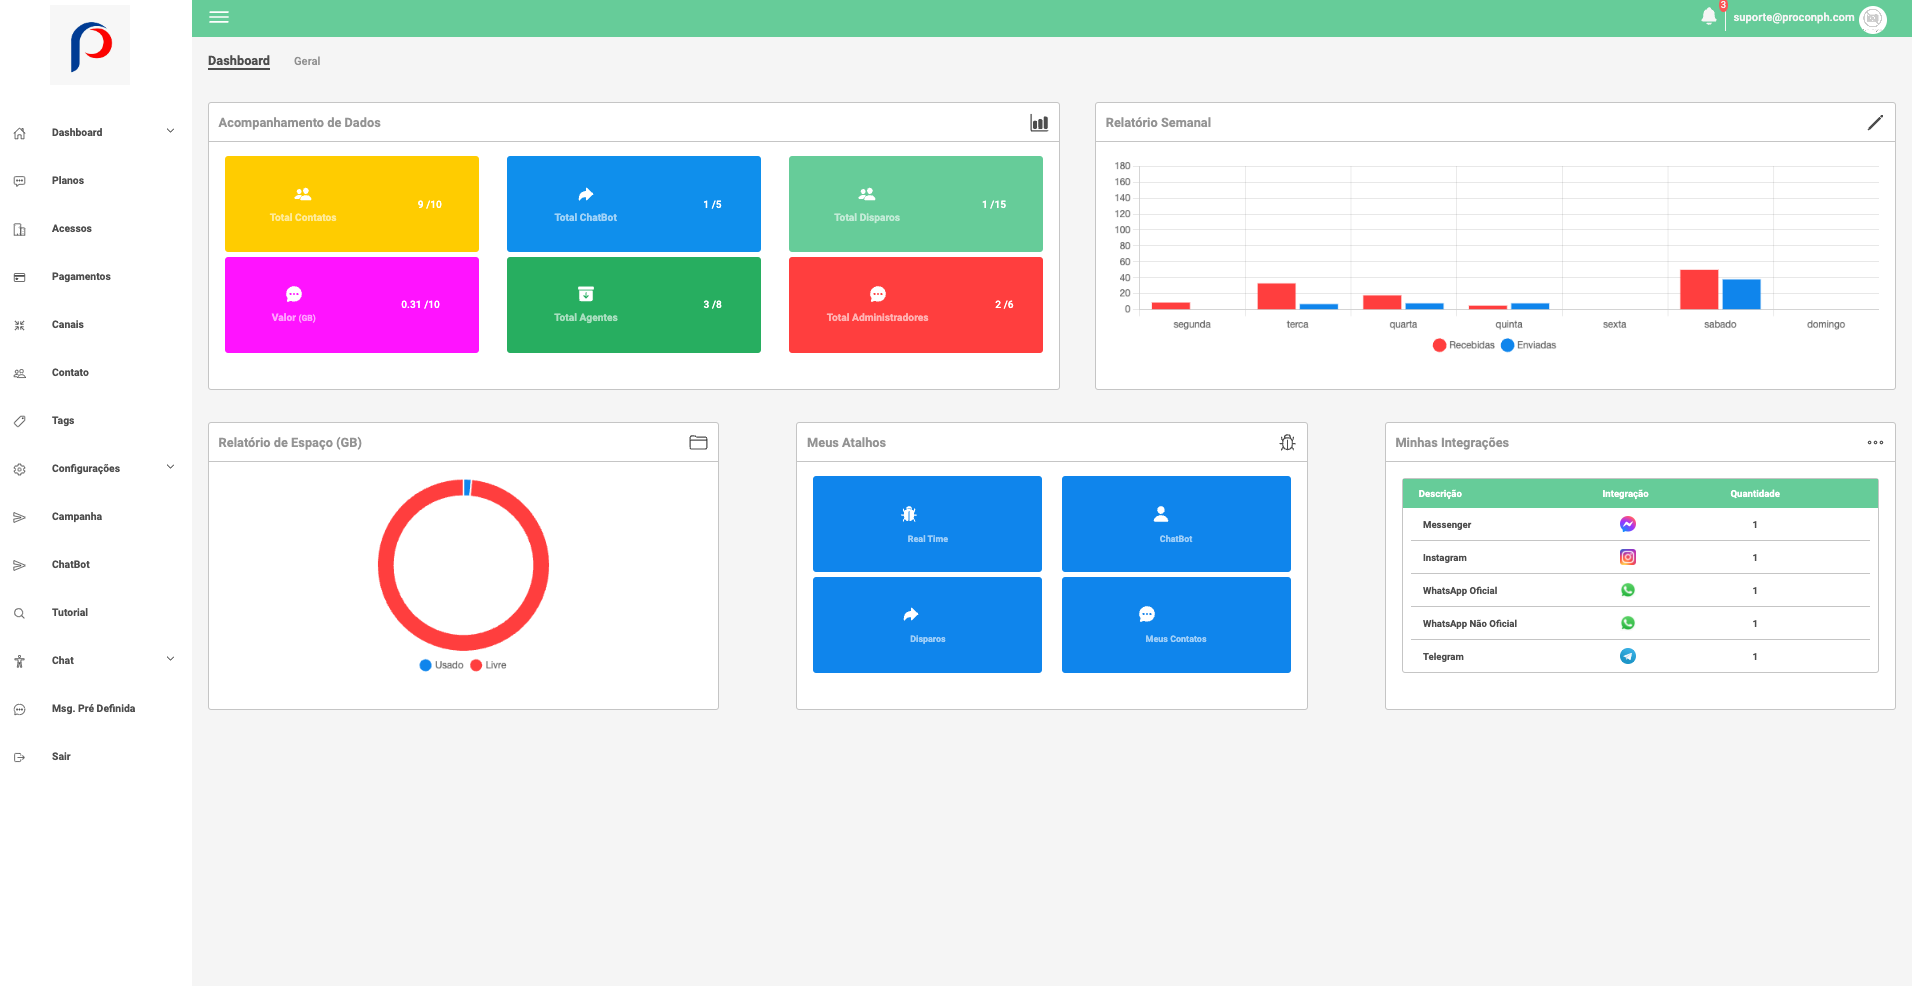 3
suporte@proconph.com
Dashboard
Geral
Dashboard
Planos
Acessos
Pagamentos
Canais
Contato
Tags
Configurações
Campanha
ChatBot
Tutorial
Chat
Msg. Pré Definida
Sair
Acompanhamento de Dados
Total Contatos
9 /10
Total ChatBot
1 /5
Total Disparos
1 /15
Valor (GB)
0.31 /10
Total Agentes
3 /8
Total Administradores
2 /6
Relatório Semanal
180
160
140
120
100
80
60
40
20
0
segunda terca quarta quinta sexta sabado domingo
Recebidas Enviadas
Relatório de Espaço (GB)
Usado Livre
Meus Atalhos
Real Time
ChatBot
Disparos
Meus Contatos
Minhas Integrações
Descrição Integração Quantidade
Messenger 1
Instagram 1
WhatsApp Oficial 1
WhatsApp Não Oficial 1
Telegram 1